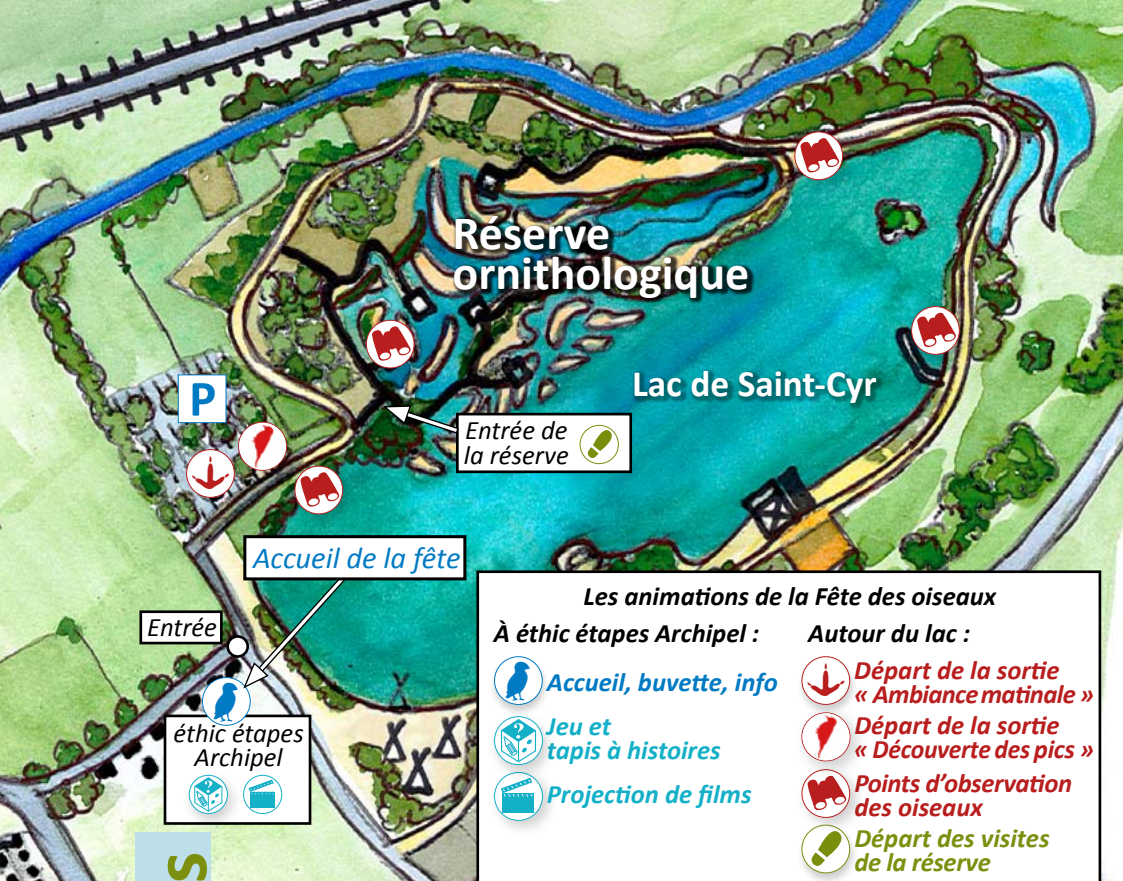 Réserve
ornithologique
Lac de Saint-Cyr
P
Entrée de
la réserve
Accueil de la fête
Entrée
éthic étapes
Archipel
Les animations de la Fête des oiseaux
À éthic étapes Archipel :
Accueil, buvette, info
Jeu et
tapis à histoires
Projection de films
Autour du lac :
Départ de la sortie
« Ambiance matinale »
Départ de la sortie
« Découverte des pics »
Points d'observation
des oiseaux
Départ des visites
de la réserve
S